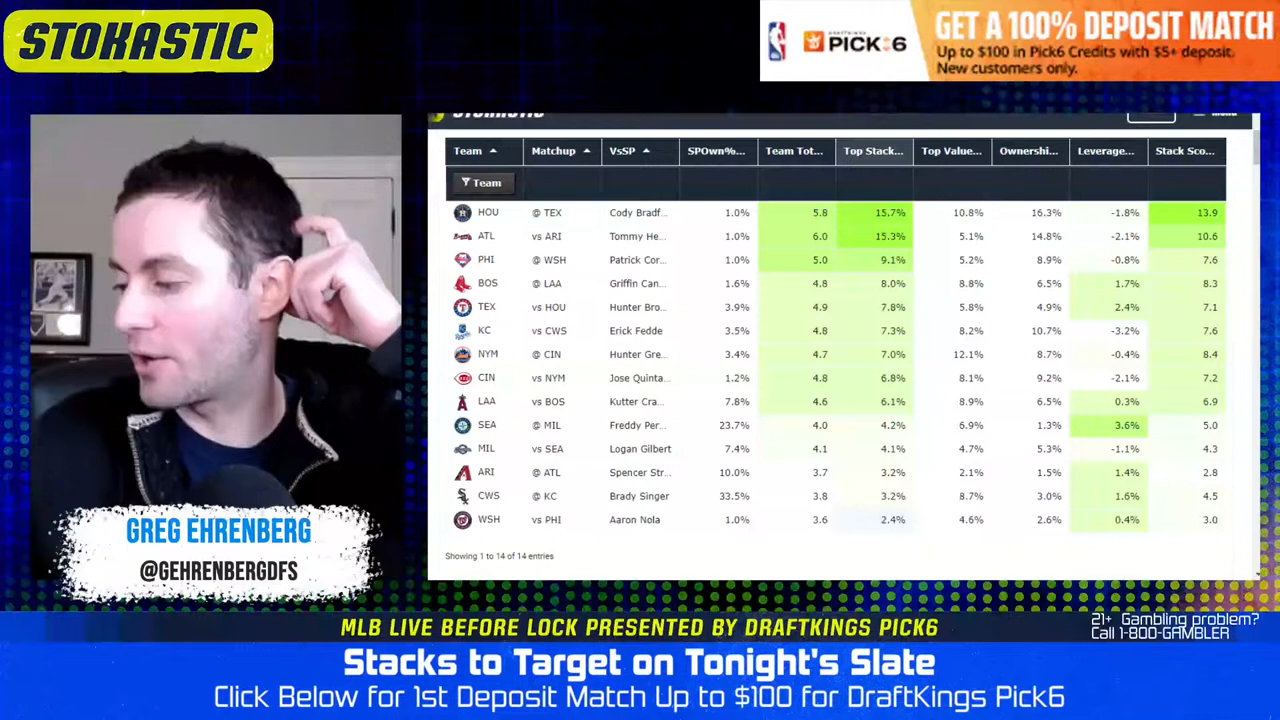 STOKASTIC
PICK6
GET A 100% DEPOSIT MATCH
Up to $100 in Pick6 Credits with $5+ deposit.
New customers only.
Team Matchup VsSP SPOwn%... Team Tot... Top Stack... Top Value... Ownershi... Leverage... Stack Sco...
Team
HOU @ TEX Cody Bradf... 1.0% 5.8 15.7% 10.8% 16.3% -1.8% 13.9
ATL vs ARI Tommy He... 1.0% 6.0 15.3% 5.1% 14.8% -2.1% 10.6
PHI @ WSH Patrick Cor... 1.0% 5.0 9.1% 5.2% 8.9% -0.8% 7.6
BOS @ LAA Griffin Can... 1.6% 4.8 8.0% 8.8% 6.5% 1.7% 8.3
TEX vs HOU Hunter Bro... 3.9% 4.9 7.8% 5.8% 4.9% 2.4% 7.1
KC vs CWS Erick Fedde 3.5% 4.8 7.3% 8.2% 10.7% -3.2% 7.6
NYM @ CIN Hunter Gre... 3.4% 4.7 7.0% 12.1% 8.7% -0.4% 8.4
CIN vs NYM Jose Quinta... 1.2% 4.8 6.8% 8.1% 9.2% -2.1% 7.2
LAA vs BOS Kutter Cra... 7.8% 4.6 6.1% 8.9% 6.5% 0.3% 6.9
SEA @ MIL Freddy Per... 23.7% 4.0 4.2% 6.9% 1.3% 3.6% 5.0
MIL vs SEA Logan Gilbert 7.4% 4.1 4.1% 4.7% 5.3% -1.1% 4.3
ARI @ ATL Spencer Str... 10.0% 3.7 3.2% 2.1% 1.5% 1.4% 2.8
CWS @ KC Brady Singer 33.5% 3.8 3.2% 8.7% 3.0% 1.6% 4.5
WSH vs PHI Aaron Nola 1.0% 3.6 2.4% 4.6% 2.6% 0.4% 3.0
Showing 1 to 14 of 14 entries
GREG EHRENBERG
@GEHRENBERGDFS
MLB LIVE BEFORE LOCK PRESENTED BY DRAFTKINGS PICK6
21+ Gambling problem?
Call 1-800-GAMBLER
Stacks to Target on Tonight's Slate
Click Below for 1st Deposit Match Up to $100 for DraftKings Pick6